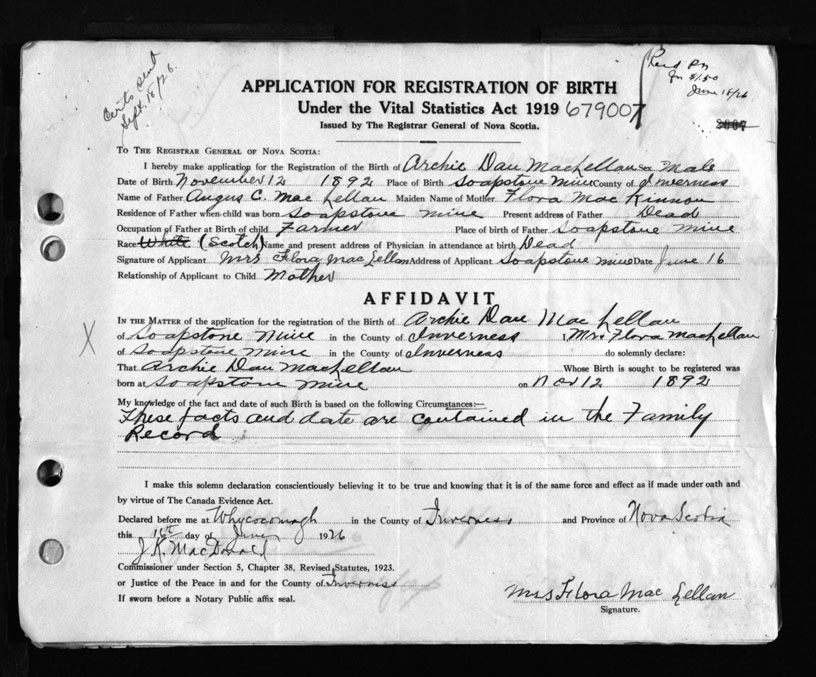 Certs sent
Sept. 18/26.
Recd
for $1.50
June 18/26
APPLICATION FOR REGISTRATION OF BIRTH
Under the Vital Statistics Act 1919 679007
Issued by The Registrar General of Nova Scotia.
TO THE REGISTRAR GENERAL OF NOVA SCOTIA:
I hereby make application for the Registration of the Birth of Archie Dan MacLellan sex Male
Date of Birth November 12 1892 Place of Birth Soapstone Mine County of Inverness
Name of Father Angus C. Mac Lellan Maiden Name of Mother Flora Mac Kinnon
Residence of Father when child was born Soapstone Mine Present address of Father Dead
Occupation of Father at Birth of child Farmer Place of birth of Father Soapstone Mine
Race White (Scotch) Name and present address of Physician in attendance at birth Dead
Signature of Applicant Mrs Flora Mac Lellan Address of Applicant Soapstone Mine Date June 16
Relationship of Applicant to Child Mother
AFFIDAVIT
IN THE MATTER of the application for the registration of the Birth of Archie Dan Mac Lellan
X of Soapstone Mine in the County of Inverness , Mrs Flora MacLellan
of Soapstone Mine in the County of Inverness do solemnly declare:
That Archie Dan MacLellan Whose Birth is sought to be registered was
born at Soapstone Mine on Nov 12 1892
My knowledge of the fact and date of such Birth is based on the following Circumstances:—
These facts and date are contained in the Family
Record
I make this solemn declaration conscientiously believing it to be true and knowing that it is of the same force and effect as if made under oath and
by virtue of The Canada Evidence Act.
Declared before me at Whycocomagh in the County of Inverness and Province of Nova Scotia
this 16th day of June 1926
J. K. MacDonald
Commissioner under Section 5, Chapter 38, Revised Statutes, 1923.
or Justice of the Peace in and for the County of Inverness
If sworn before a Notary Public affix seal.
Mrs Flora Mac Lellan
Signature.